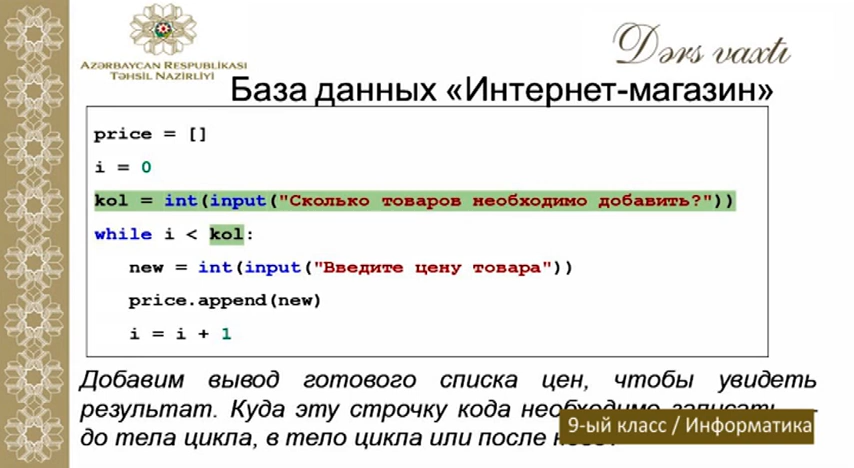 AZƏRBAYCAN RESPUBLİKASI
TƏHSİL NAZİRLİYİ
Dərs vaxtı
База данных «Интернет-магазин»
price = []
i = 0
kol = int(input("Сколько товаров необходимо добавить?"))
while i < kol:
new = int(input("Введите цену товара"))
price.append(new)
i = i + 1
Добавим вывод готового списка цен, чтобы увидеть
результат. Куда эту строчку кода необходимо записать –
до тела цикла, в тело цикла или после
9-ый класс / Информатика